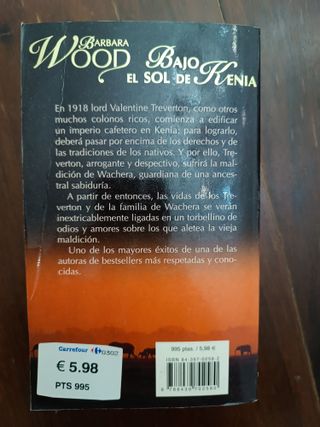 BARBARA
WOOD
BAJO
EL SOL DE KENIA
En 1918 lord Valentine Treverton, como otros
muchos colonos ricos, comienza a edificar
un imperio cafetero en Kenia; para lograrlo,
deberá pasar por encima de los derechos y de
las tradiciones de los nativos. Y por ello, Tre-
verton, arrogante y despectivo, sufrirá la mal-
dición de Wachera, guardiana de una ances-
tral sabiduría.
A partir de entonces, las vidas de los Tre-
verton y de la familia de Wachera se verán
inextricablemente ligadas en un torbellino de
odios y amores sobre los que aletea la vieja
maldición.
Uno de los mayores éxitos de una de las
autoras de bestsellers más respetadas y cono-
cidas.
Carrefour
€ 5.98
PTS 995
995 ptas. / 5,98 €